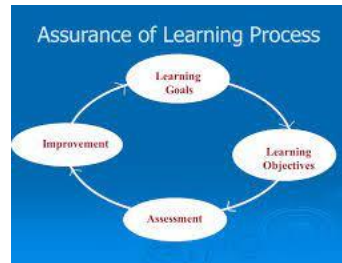 Assurance of Learning Process
Learning
Goals
Improvement
Learning
Objectives
Assessment